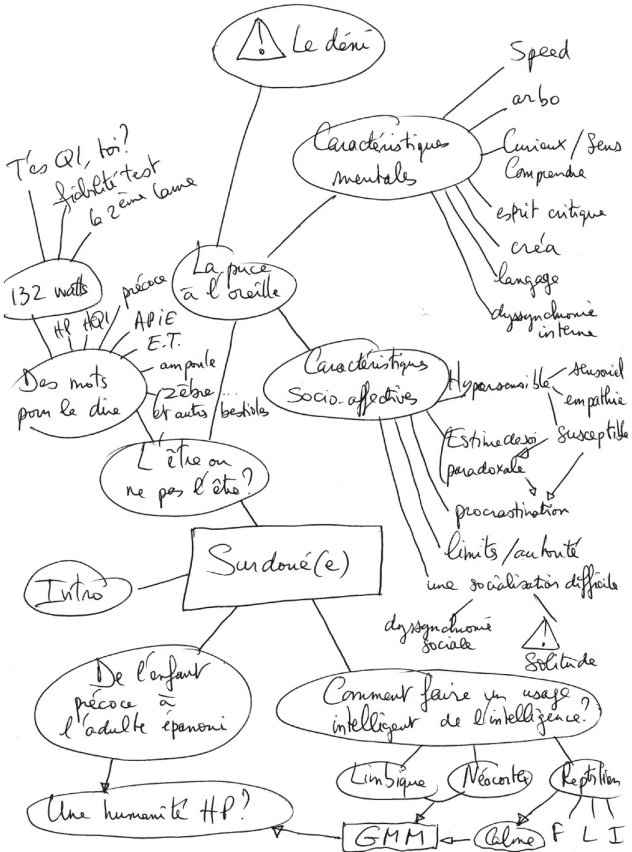 Le déni
Speed
arbo
Caractéristiques
mentales
Curieux / Sens
Comprendre
esprit critique
créa
langage
dyssynchronie
interne
T'es QI, toi?
fiabilité test
la 2ème lame
132 watts
La puce
à l'oreille
HP
HQI
précoce
APIE
E.T.
ampoule
zèbre...
et autres bestioles
Des mots
pour le dire
Caractéristiques
socio-affectives
Hypersensible
sensoriel
empathie
susceptible
Estime de soi
paradoxale
procrastination
limits/autorité
une socialisation difficile
dyssynchronie
sociale
Solitude
L'être ou
ne pas l'être?
Surdoué(e)
Intro
De l'enfant
précoce à
l'adulte épanoui
Comment faire un usage
intelligent de l'intelligence?
Limbique
Néocortex
Reptilien
Une humanité HP?
GMM
Calme
F L I